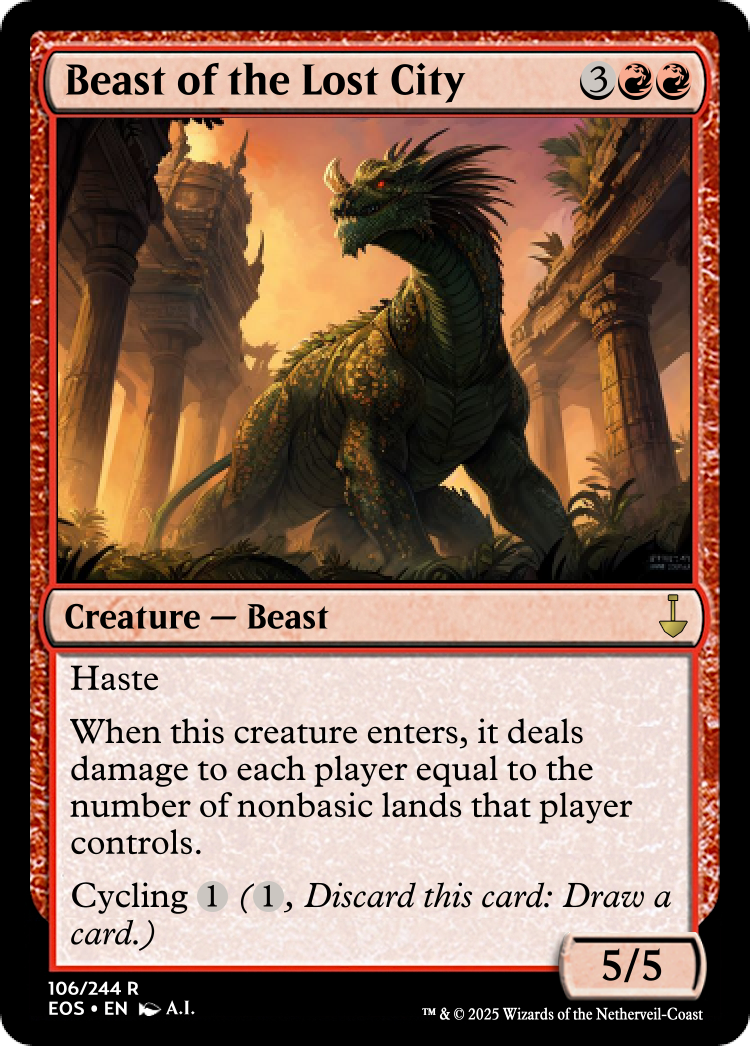 Beast of the Lost City
3
Creature — Beast
Haste
When this creature enters, it deals
damage to each player equal to the
number of nonbasic lands that player
controls.
Cycling 1 (1, Discard this card: Draw a
card.)
5/5
106/244 R
EOS • EN A.I.
™ & © 2025 Wizards of the Netherveil-Coast